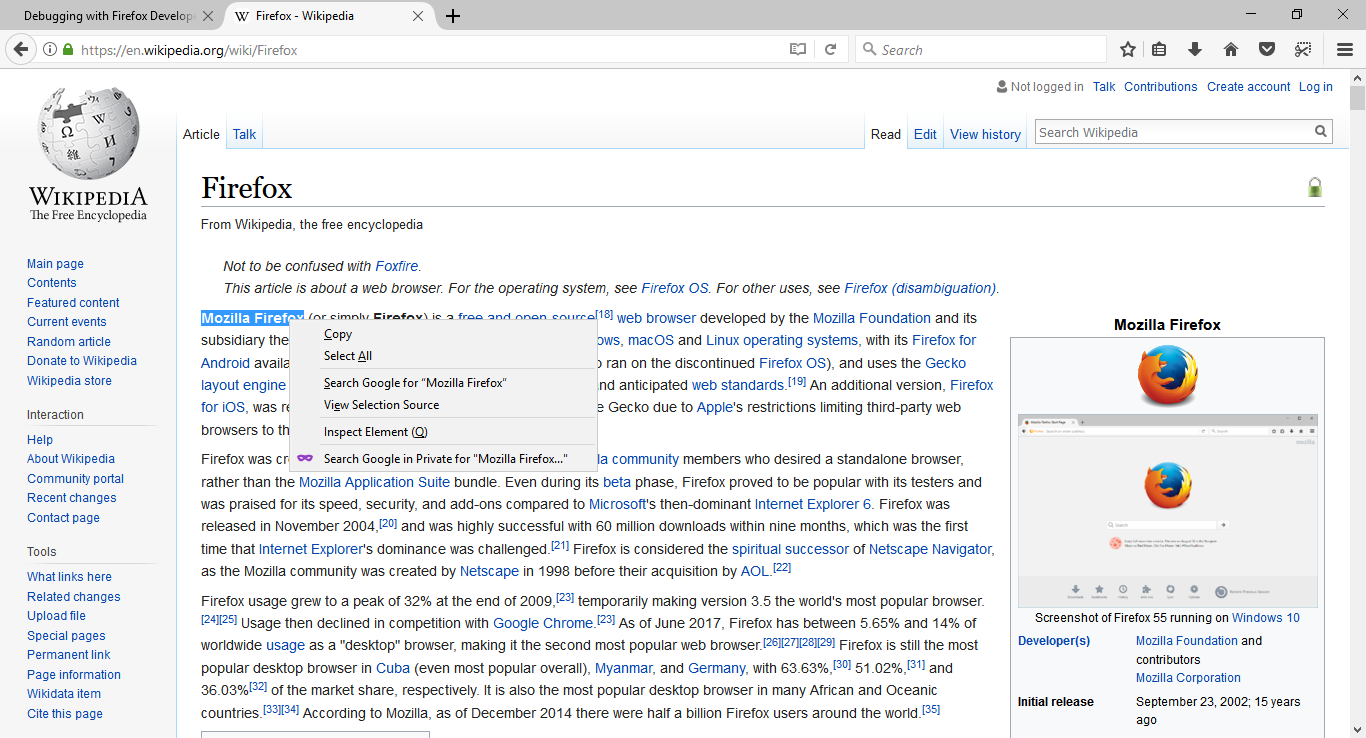 Debugging with Firefox Develop
Firefox - Wikipedia
https://en.wikipedia.org/wiki/Firefox
Search
Not logged in Talk Contributions Create account Log in
WIKIPEDIA
The Free Encyclopedia
Article Talk
Read Edit View history
Search Wikipedia
Main page
Contents
Featured content
Current events
Random article
Donate to Wikipedia
Wikipedia store
Interaction
Help
About Wikipedia
Community portal
Recent changes
Contact page
Tools
What links here
Related changes
Upload file
Special pages
Permanent link
Page information
Wikidata item
Cite this page
Firefox
From Wikipedia, the free encyclopedia
Not to be confused with Foxfire.
This article is about a web browser. For the operating system, see Firefox OS. For other uses, see Firefox (disambiguation).
Mozilla Firefox (or simply Firefox) is a free and open-source[18] web browser developed by the Mozilla Foundation and its
subsidiary the ows, macOS and Linux operating systems, with its Firefox for
Android avail o ran on the discontinued Firefox OS), and uses the Gecko
layout engine nd anticipated web standards.[19] An additional version, Firefox
for iOS, was re e Gecko due to Apple's restrictions limiting third-party web
browsers to th
Copy
Select All
Search Google for “Mozilla Firefox”
View Selection Source
Inspect Element (Q)
Search Google in Private for "Mozilla Firefox..."
Firefox was cr la community members who desired a standalone browser,
rather than the Mozilla Application Suite bundle. Even during its beta phase, Firefox proved to be popular with its testers and
was praised for its speed, security, and add-ons compared to Microsoft's then-dominant Internet Explorer 6. Firefox was
released in November 2004,[20] and was highly successful with 60 million downloads within nine months, which was the first
time that Internet Explorer's dominance was challenged.[21] Firefox is considered the spiritual successor of Netscape Navigator,
as the Mozilla community was created by Netscape in 1998 before their acquisition by AOL.[22]
Firefox usage grew to a peak of 32% at the end of 2009,[23] temporarily making version 3.5 the world's most popular browser.
[24][25] Usage then declined in competition with Google Chrome.[23] As of June 2017, Firefox has between 5.65% and 14% of
worldwide usage as a "desktop" browser, making it the second most popular web browser.[26][27][28][29] Firefox is still the most
popular desktop browser in Cuba (even most popular overall), Myanmar, and Germany, with 63.63%,[30] 51.02%,[31] and
36.03%[32] of the market share, respectively. It is also the most popular desktop browser in many African and Oceanic
countries.[33][34] According to Mozilla, as of December 2014 there were half a billion Firefox users around the world.[35]
Mozilla Firefox
Screenshot of Firefox 55 running on Windows 10
Developer(s) Mozilla Foundation and
contributors
Mozilla Corporation
Initial release September 23, 2002; 15 years
ago